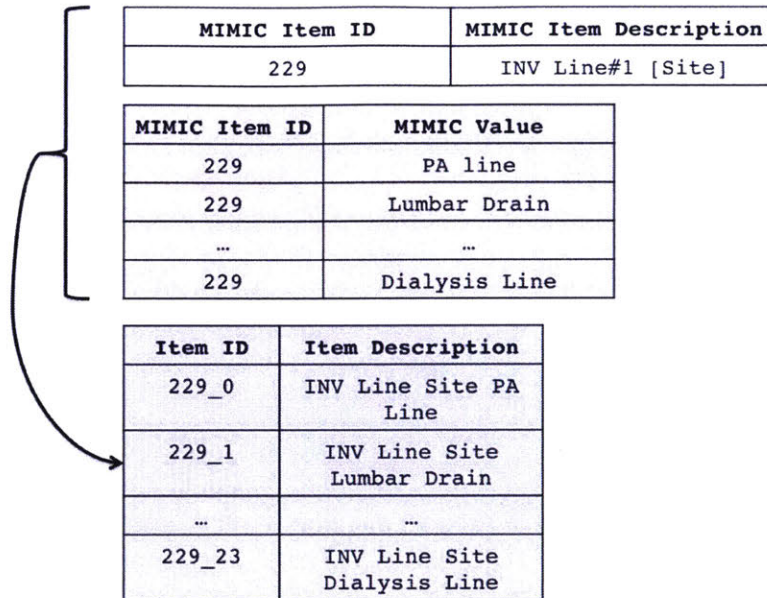 MIMIC Item ID MIMIC Item Description
229 INV Line#1 [Site]
MIMIC Item ID MIMIC Value
229 PA line
229 Lumbar Drain
… …
229 Dialysis Line
Item ID Item Description
229_0 INV Line Site PA
Line
229_1 INV Line Site
Lumbar Drain
… …
229_23 INV Line Site
Dialysis Line